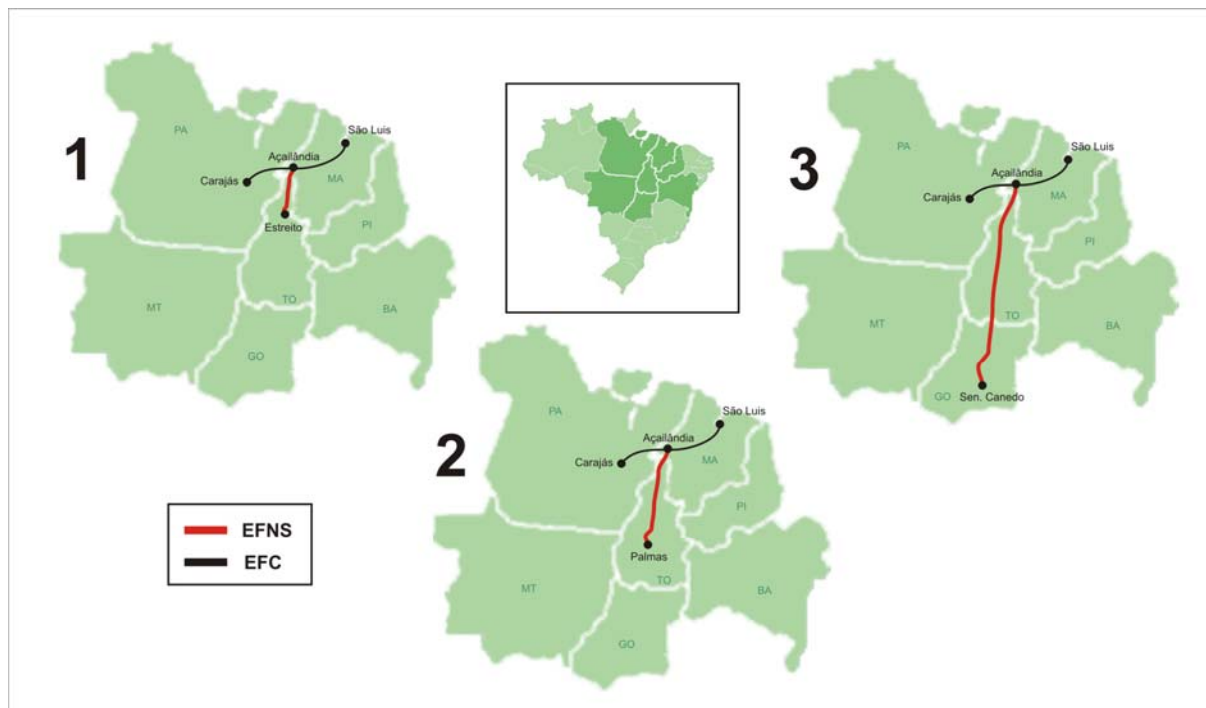 1
PA
São Luis
Açailândia
Carajás
MA
Estreito
PI
MT
TO
BA
GO
2
PA
São Luis
Açailândia
Carajás
MA
PI
Palmas
TO
MT
BA
GO
3
PA
São Luis
Açailândia
Carajás
MA
PI
TO
MT
BA
GO
Sen. Canedo
EFNS
EFC